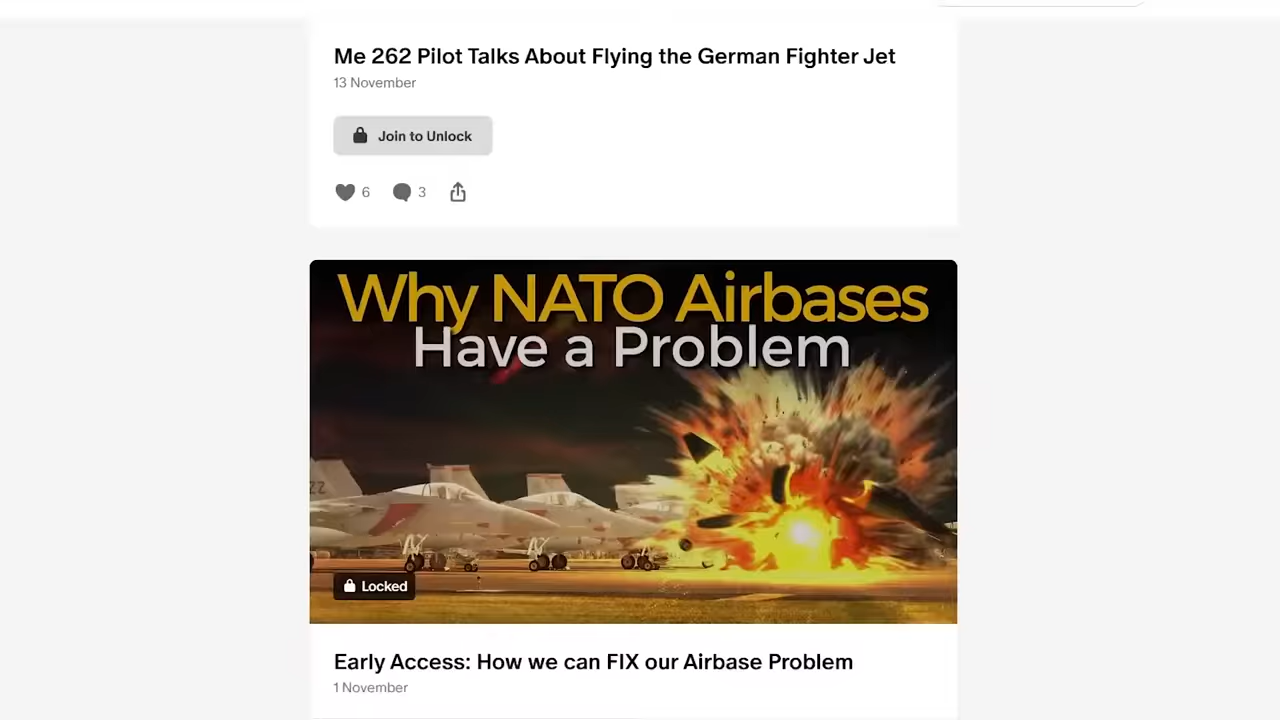 Me 262 Pilot Talks About Flying the German Fighter Jet
13 November
Join to Unlock
6 3
Why NATO Airbases
Have a Problem
ZZ
Locked
Early Access: How we can FIX our Airbase Problem
1 November